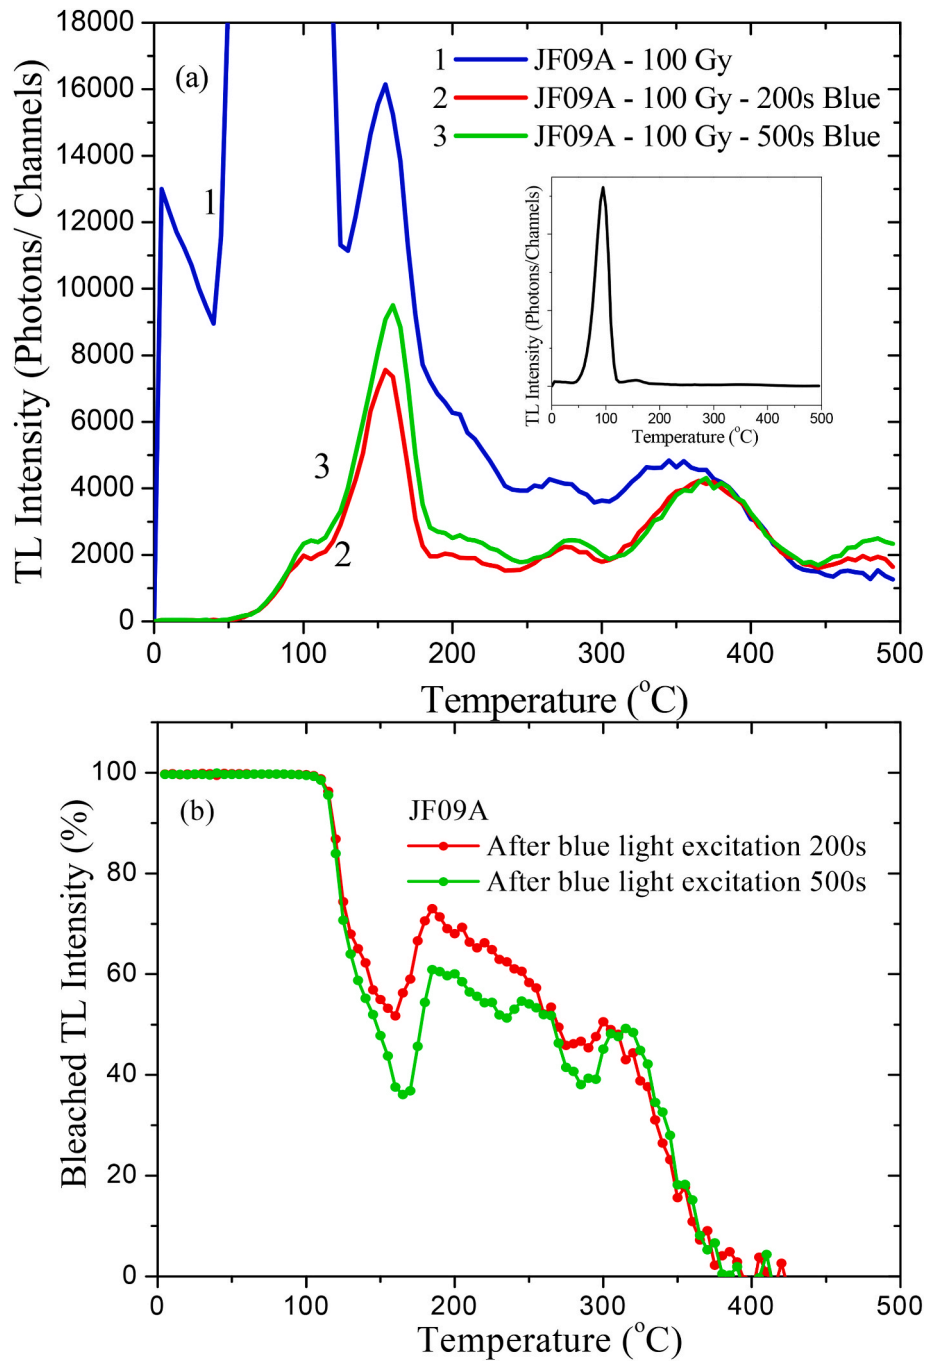 (a)
1 JF09A - 100 Gy
2 JF09A - 100 Gy - 200s Blue
3 JF09A - 100 Gy - 500s Blue
TL Intensity (Photons/ Channels)
18000
16000
14000
12000
10000
8000
6000
4000
2000
0
1
3
2
TL Intensity (Photons/Channels)
0 100 200 300 400 500
Temperature (°C)
0 100 200 300 400 500
Temperature (°C)
(b)
JF09A
After blue light excitation 200s
After blue light excitation 500s
Bleached TL Intensity (%)
100
80
60
40
20
0
0 100 200 300 400 500
Temperature (°C)